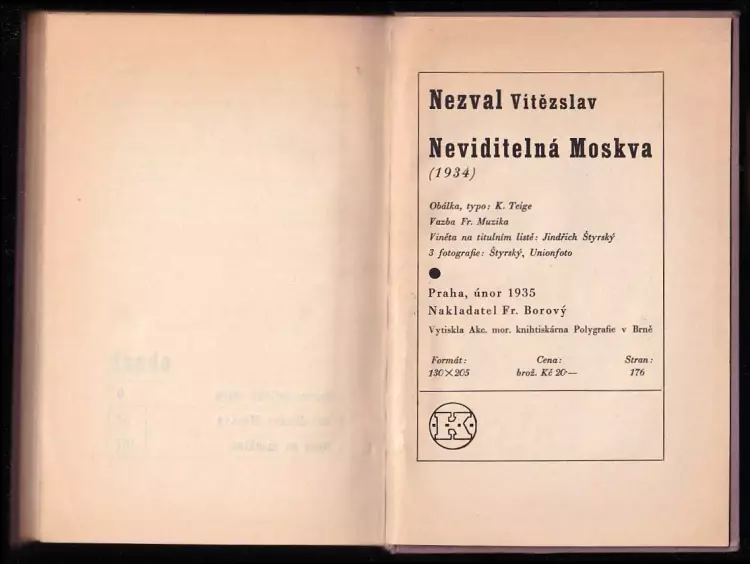 Nezval Vítězslav
Neviditelná Moskva
(1934)
Obálka, typo: K. Teige
Vazba Fr. Muzika
Viněta na titulním listě: Jindřich Štyrský
3 fotografie: Štyrský, Unionfoto
Praha, únor 1935
Nakladatel Fr. Borový
Vytiskla Akc. mor. knihtiskárna Polygrafie v Brně
Formát: Cena: Stran:
130×205 brož. Kč 20·— 176
K